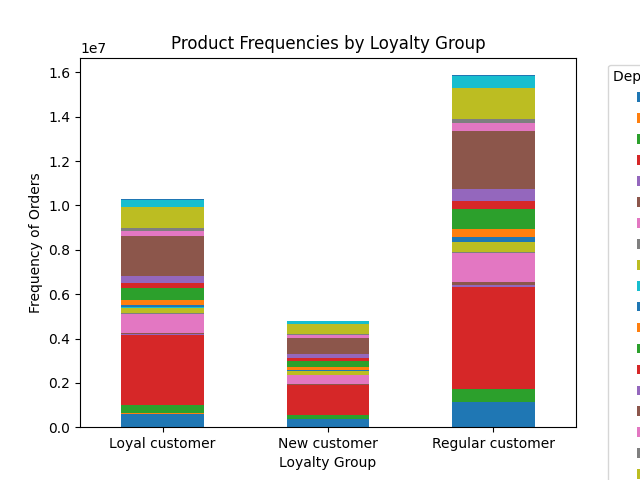 Product Frequencies by Loyalty Group
1e7
1.6
1.4
1.2
1.0
0.8
0.6
0.4
0.2
0.0
Frequency of Orders
Loyal customer
New customer
Regular customer
Loyalty Group
Dep